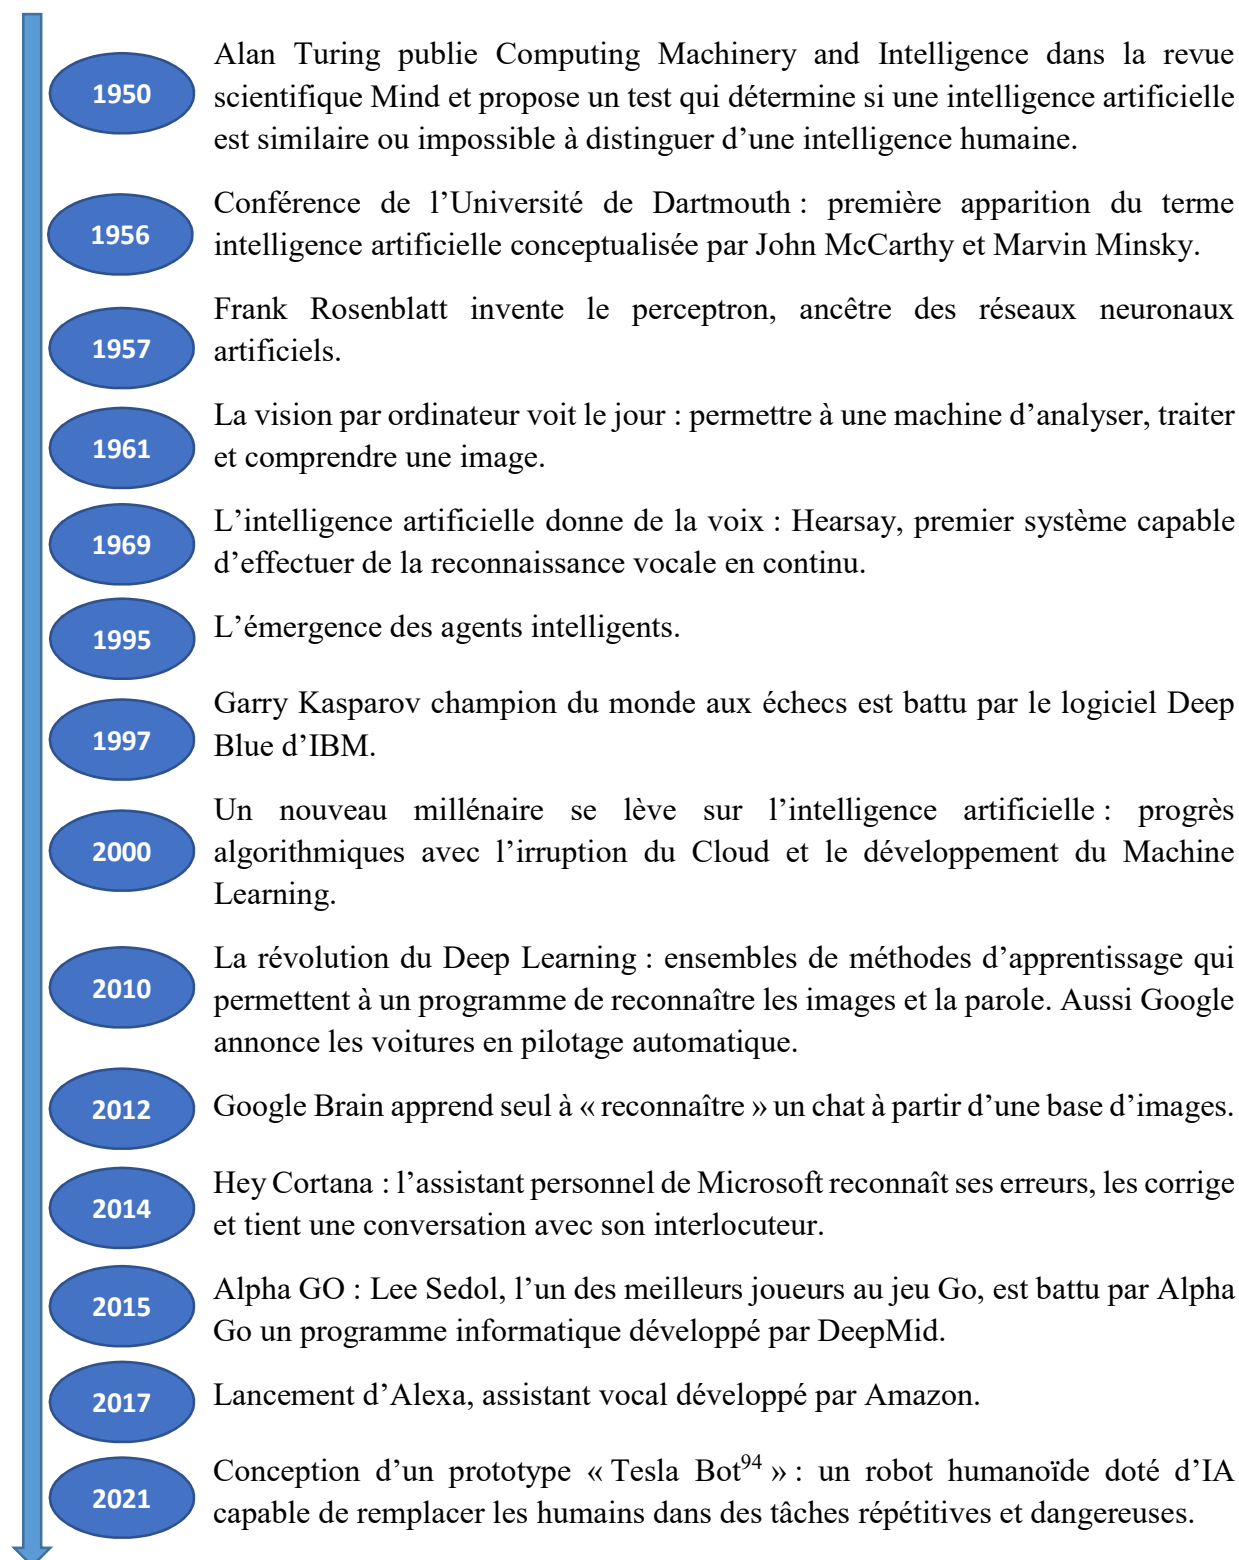 1950
Alan Turing publie Computing Machinery and Intelligence dans la revue
scientifique Mind et propose un test qui détermine si une intelligence artificielle
est similaire ou impossible à distinguer d’une intelligence humaine.
1956
Conférence de l’Université de Dartmouth : première apparition du terme
intelligence artificielle conceptualisée par John McCarthy et Marvin Minsky.
1957
Frank Rosenblatt invente le perceptron, ancêtre des réseaux neuronaux
artificiels.
1961
La vision par ordinateur voit le jour : permettre à une machine d’analyser, traiter
et comprendre une image.
1969
L’intelligence artificielle donne de la voix : Hearsay, premier système capable
d’effectuer de la reconnaissance vocale en continu.
1995
L’émergence des agents intelligents.
1997
Garry Kasparov champion du monde aux échecs est battu par le logiciel Deep
Blue d’IBM.
2000
Un nouveau millénaire se lève sur l’intelligence artificielle : progrès
algorithmiques avec l’irruption du Cloud et le développement du Machine
Learning.
2010
La révolution du Deep Learning : ensembles de méthodes d’apprentissage qui
permettent à un programme de reconnaître les images et la parole. Aussi Google
annonce les voitures en pilotage automatique.
2012
Google Brain apprend seul à « reconnaître » un chat à partir d’une base d’images.
2014
Hey Cortana : l’assistant personnel de Microsoft reconnaît ses erreurs, les corrige
et tient une conversation avec son interlocuteur.
2015
Alpha GO : Lee Sedol, l’un des meilleurs joueurs au jeu Go, est battu par Alpha
Go un programme informatique développé par DeepMid.
2017
Lancement d’Alexa, assistant vocal développé par Amazon.
2021
Conception d’un prototype « Tesla Bot94 » : un robot humanoïde doté d’IA
capable de remplacer les humains dans des tâches répétitives et dangereuses.